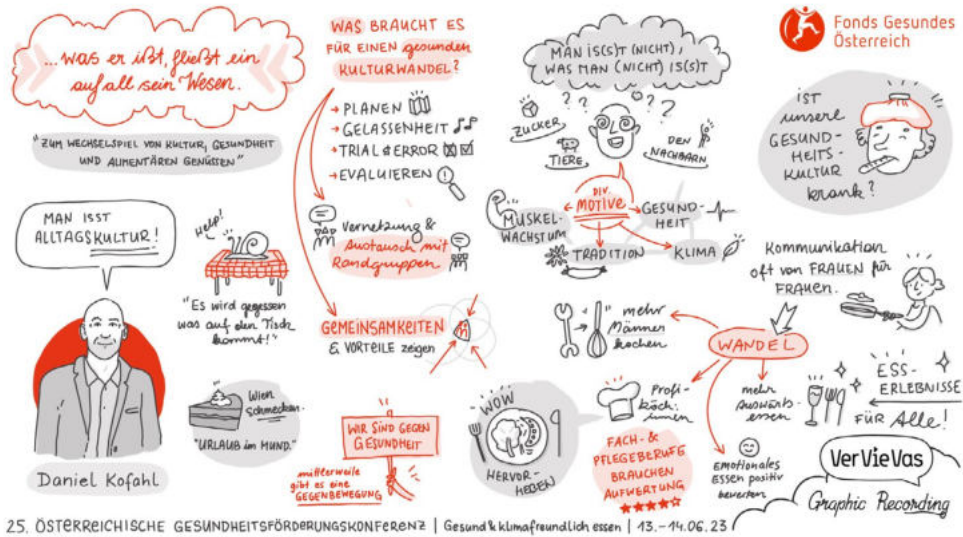 ...was er ißt, fließt ein
auf all sein Wesen.
"ZUM WECHSELSPIEL VON KULTUR, GESUNDHEIT
UND ALIMENTÄREN GENÜSSEN"
MAN ISST
ALLTAGSKULTUR!
Daniel Kofahl
Help!
"Es wird gegessen
was auf den Tisch
kommt!"
Wien
Schmecken.
"URLAUB im MUND."
WAS BRAUCHT ES
FÜR EINEN gesunden
KULTURWANDEL?
PLANEN
GELASSENHEIT
TRIAL & ERROR
EVALUIEREN
Vernetzung &
Austausch mit
Randgruppen
GEMEINSAMKEITEN
& VORTEILE zeigen
WIR SIND GEGEN
GESUNDHEIT
mittlerweile
gibt es eine
GEGENBEWEGUNG
MAN IS(S)T (NICHT),
WAS MAN (NICHT) IS(S)T
? ? ? ?
ZUCKER
TIERE
DEN
NACHBARN
DIV.
MOTIVE
MUSKEL-
WACHSTUM
GESUND-
HEIT
TRADITION
KLIMA
mehr
Männer
kochen
WANDEL
WOW
HERVOR-
HEBEN
Profi-
köch:
innen
FACH- &
PFLEGEBERUFE
BRAUCHEN
AUFWERTUNG
mehr
Auswärts-
essen
EMOTIONALES
ESSEN positiv
bewerten
Fonds Gesundes
Österreich
IST
unsere
GESUND-
HEITS-
KULTUR
krank?
Kommunikation
oft von FRAUEN für
FRAUEN.
ESS-
ERLEBNISSE
FÜR Alle!
VerVieVas
Graphic Recording
25. ÖSTERREICHISCHE GESUNDHEITSFÖRDERUNGSKONFERENZ | Gesund & klimafreundlich essen | 13.-14.06.23